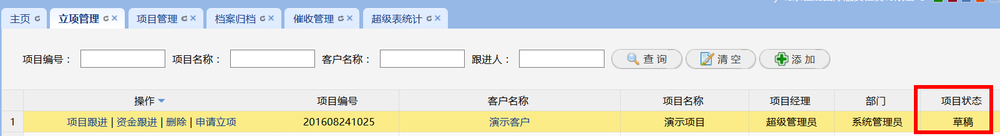 主页 立项管理 项目管理 档案归档 催收管理 超级表统计
项目编号： 项目名称： 客户名称： 跟进人： 查 询 清 空 添 加
操作 项目编号 客户名称 项目名称 项目经理 部门 项目状态
1 项目跟进 | 资金跟进 | 删除 | 申请立项 201608241025 演示客户 演示项目 超级管理员 系统管理员 草稿